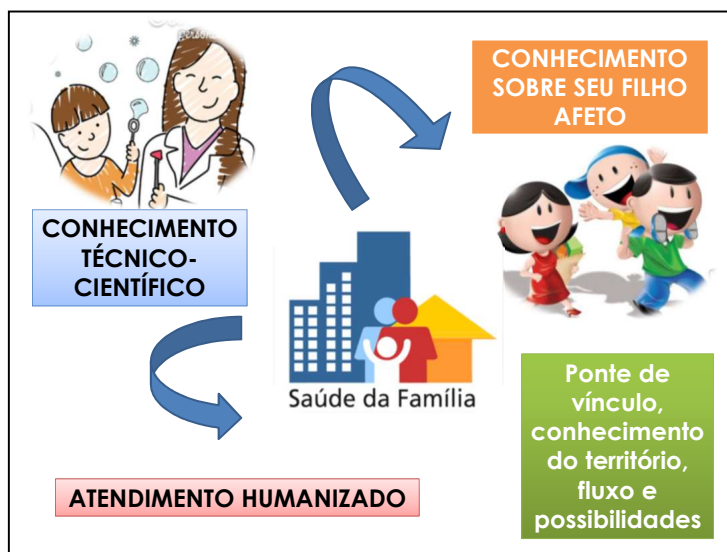 CONHECIMENTO
SOBRE SEU FILHO
AFETO
CONHECIMENTO
TÉCNICO-
CIENTÍFICO
Saúde da Família
Ponte de
vínculo,
conhecimento
do território,
fluxo e
possibilidades
ATENDIMENTO HUMANIZADO